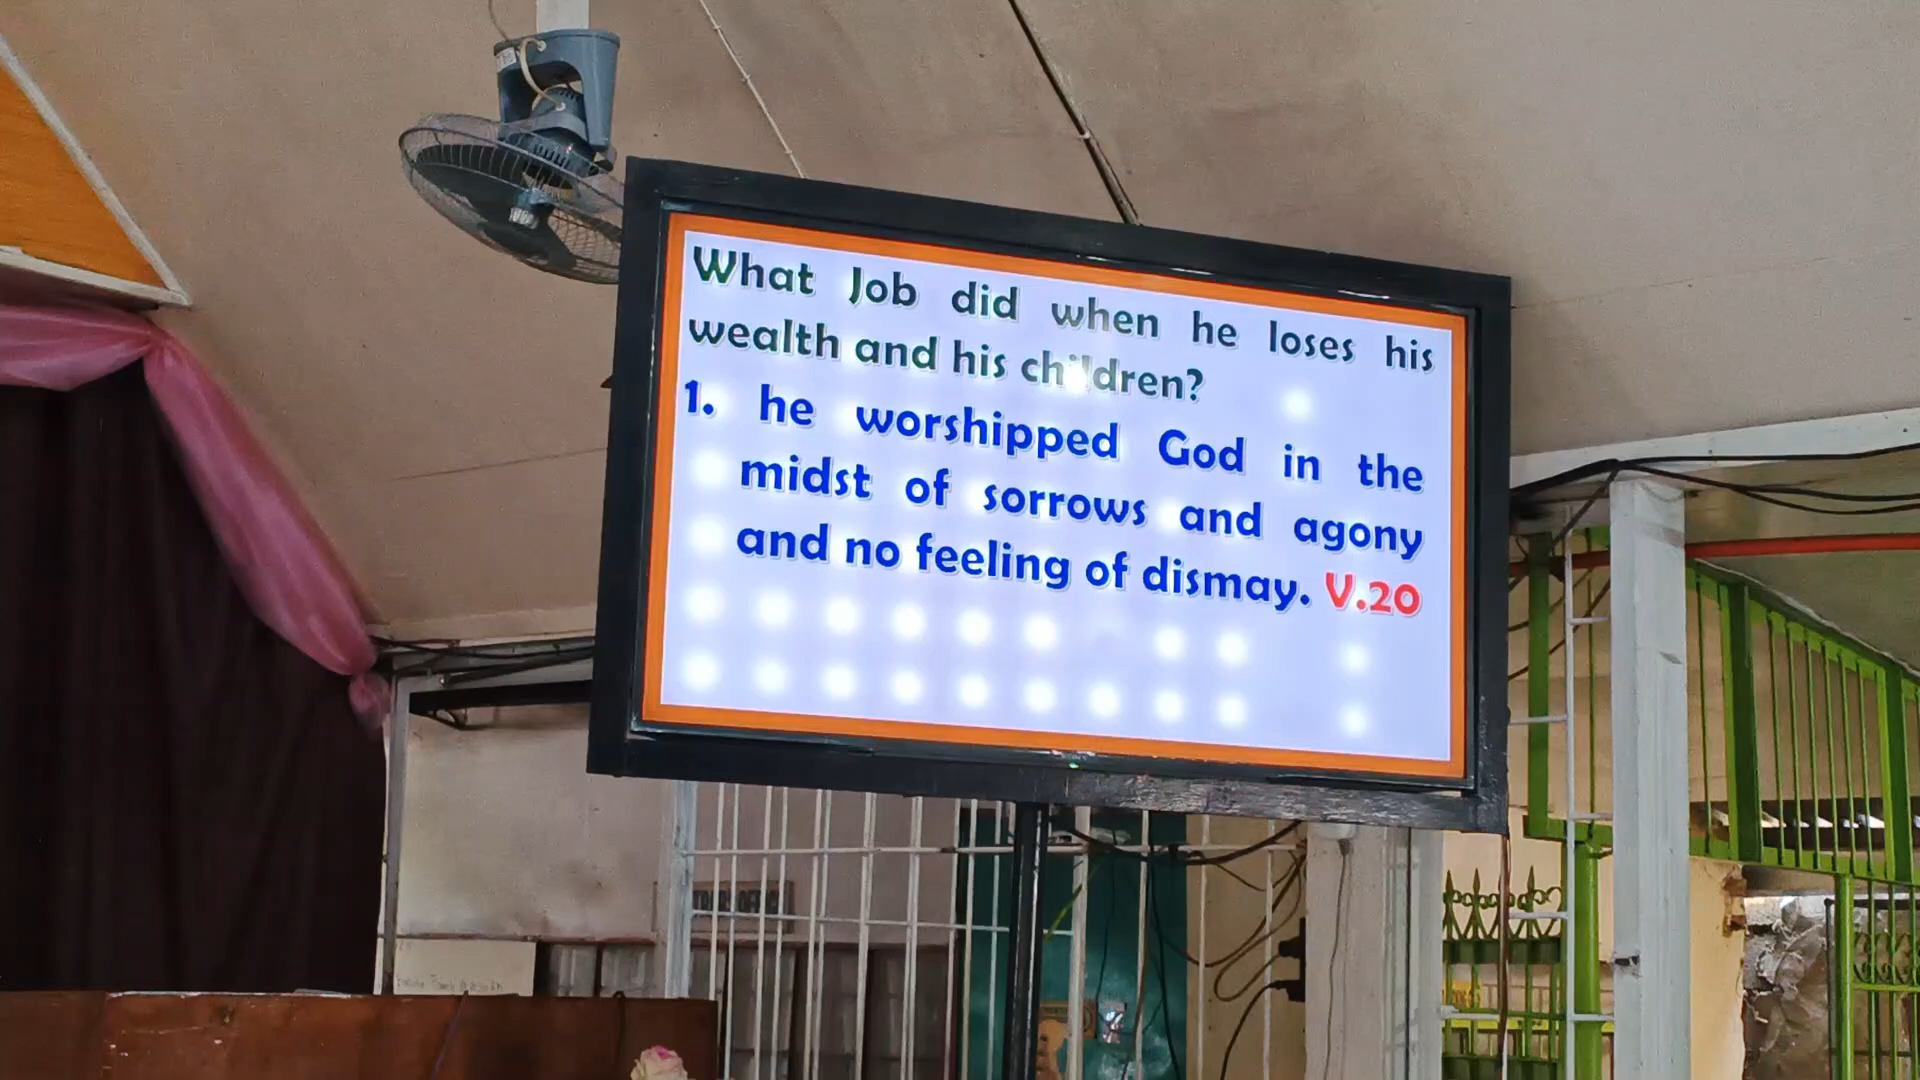 What Job did when he loses his
wealth and his children?
1. he worshipped God in the
midst of sorrows and agony
and no feeling of dismay. V.20